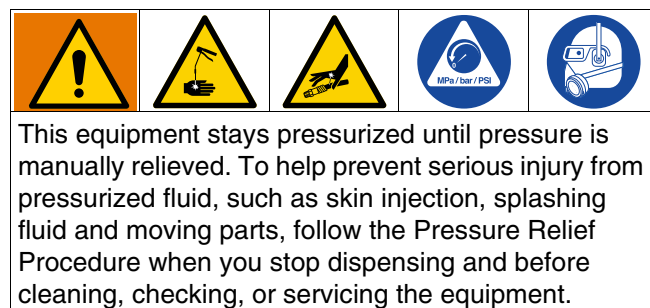 MPa/bar/PSI
This equipment stays pressurized until pressure is
manually relieved. To help prevent serious injury from
pressurized fluid, such as skin injection, splashing
fluid and moving parts, follow the Pressure Relief
Procedure when you stop dispensing and before
cleaning, checking, or servicing the equipment.